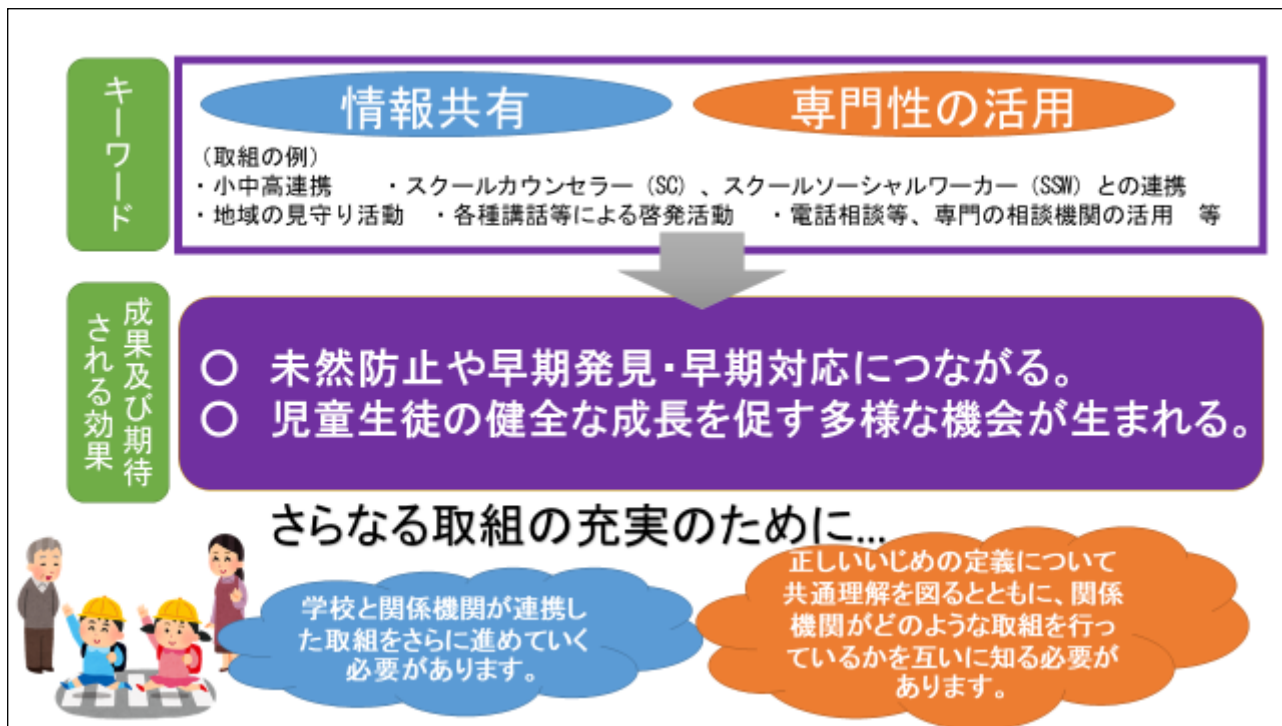 キーワード
情報共有
専門性の活用
（取組の例）
・小中高連携　・スクールカウンセラー（SC）、スクールソーシャルワーカー（SSW）との連携
・地域の見守り活動　・各種講話等による啓発活動　・電話相談等、専門の相談機関の活用　等
成果及び期待
される効果
○　未然防止や早期発見・早期対応につながる。
○　児童生徒の健全な成長を促す多様な機会が生まれる。
さらなる取組の充実のために…
学校と関係機関が連携し
た取組をさらに進めていく
必要があります。
正しいいじめの定義について
共通理解を図るとともに、関係
機関がどのような取組を行っ
ているかを互いに知る必要が
あります。